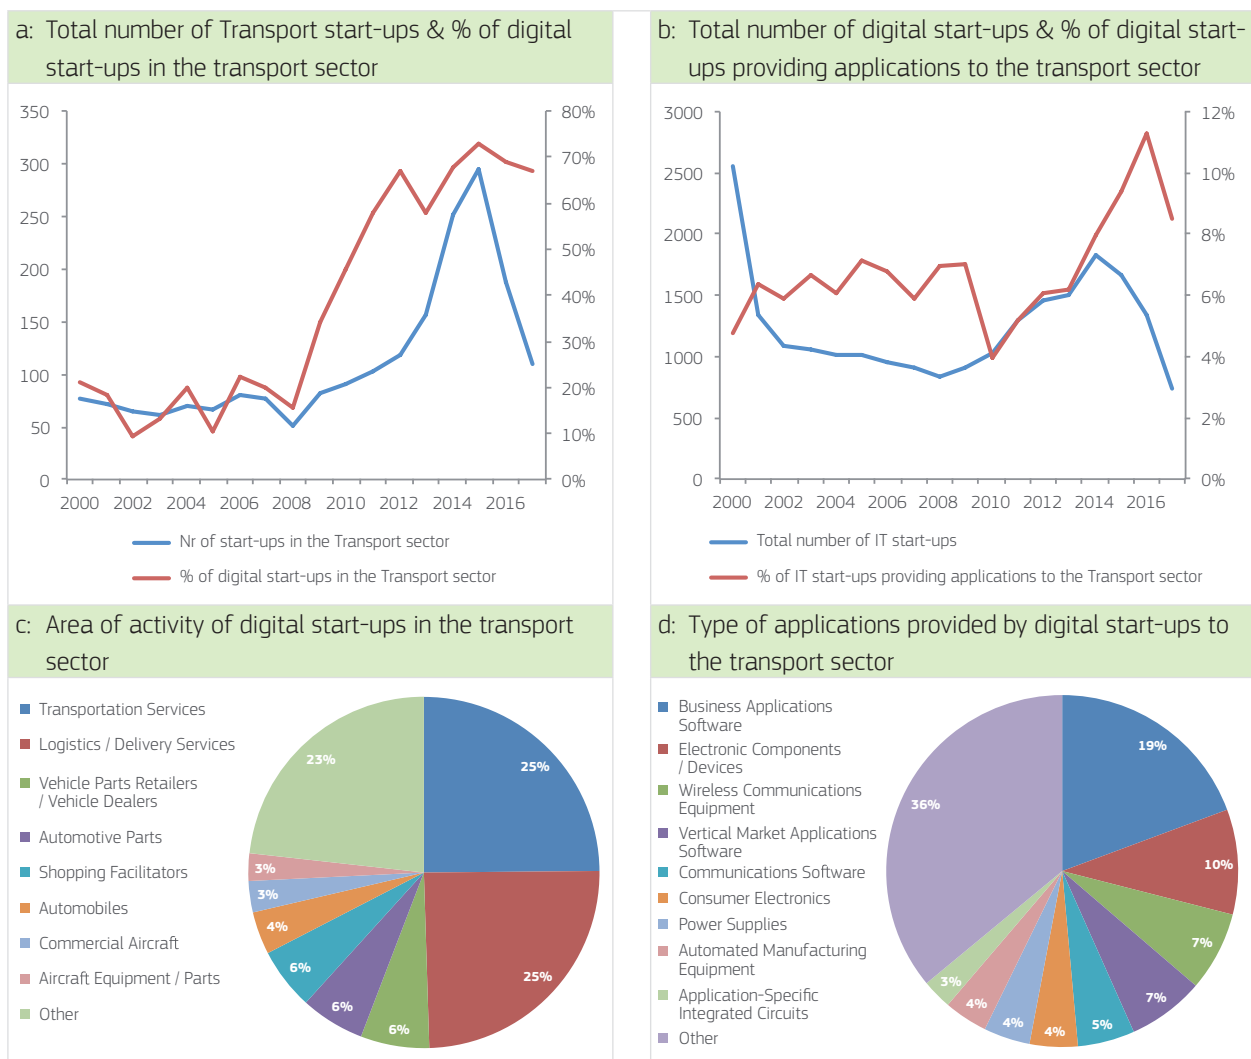 a: Total number of Transport start-ups & % of digital
start-ups in the transport sector
350
300
250
200
150
100
50
0
80%
70%
60%
50%
40%
30%
20%
10%
0%
2000 2002 2004 2006 2008 2010 2012 2014 2016
Nr of start-ups in the Transport sector
% of digital start-ups in the Transport sector
b: Total number of digital start-ups & % of digital start-
ups providing applications to the transport sector
3000
2500
2000
1500
1000
500
0
12%
10%
8%
6%
4%
2%
0%
2000 2002 2004 2006 2008 2010 2012 2014 2016
Total number of IT start-ups
% of IT start-ups providing applications to the Transport sector
c: Area of activity of digital start-ups in the transport
sector
Transportation Services
Logistics / Delivery Services
Vehicle Parts Retailers
/ Vehicle Dealers
Automotive Parts
Shopping Facilitators
Automobiles
Commercial Aircraft
Aircraft Equipment / Parts
Other
25%
25%
6%
6%
6%
4%
3%
3%
23%
d: Type of applications provided by digital start-ups to
the transport sector
Business Applications
Software
Electronic Components
/ Devices
Wireless Communications
Equipment
Vertical Market Applications
Software
Communications Software
Consumer Electronics
Power Supplies
Automated Manufacturing
Equipment
Application-Specific
Integrated Circuits
Other
19%
10%
7%
7%
5%
4%
4%
4%
3%
36%